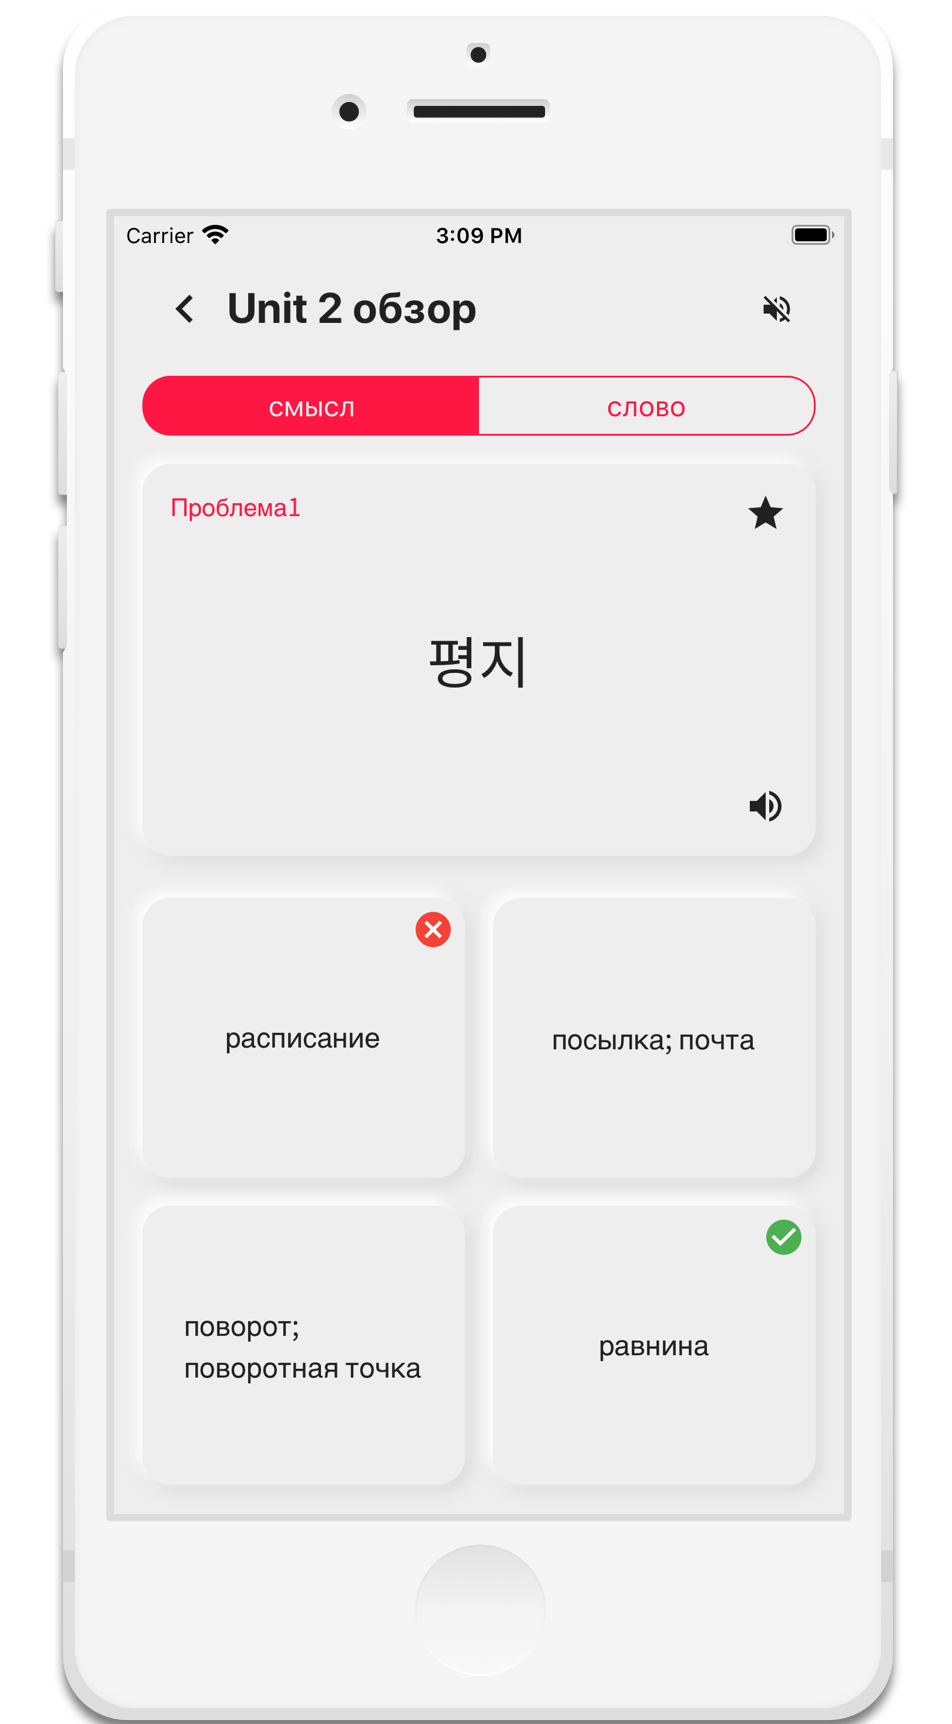 Carrier 3:09 PM
Unit 2 обзор
смысл слово
Проблема1
평지
расписание
посылка; почта
поворот;
поворотная точка
равнина